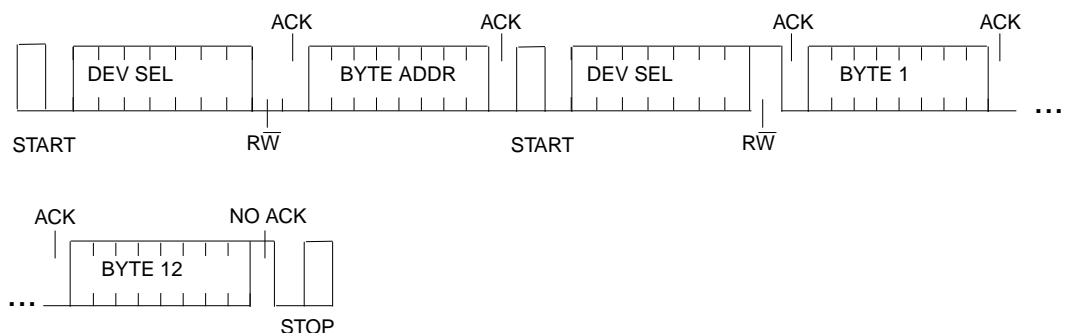 ACK ACK ACK ACK
DEV SEL BYTE ADDR DEV SEL BYTE 1
...
START RW̅ START RW̅
ACK NO ACK
BYTE 12
...
STOP